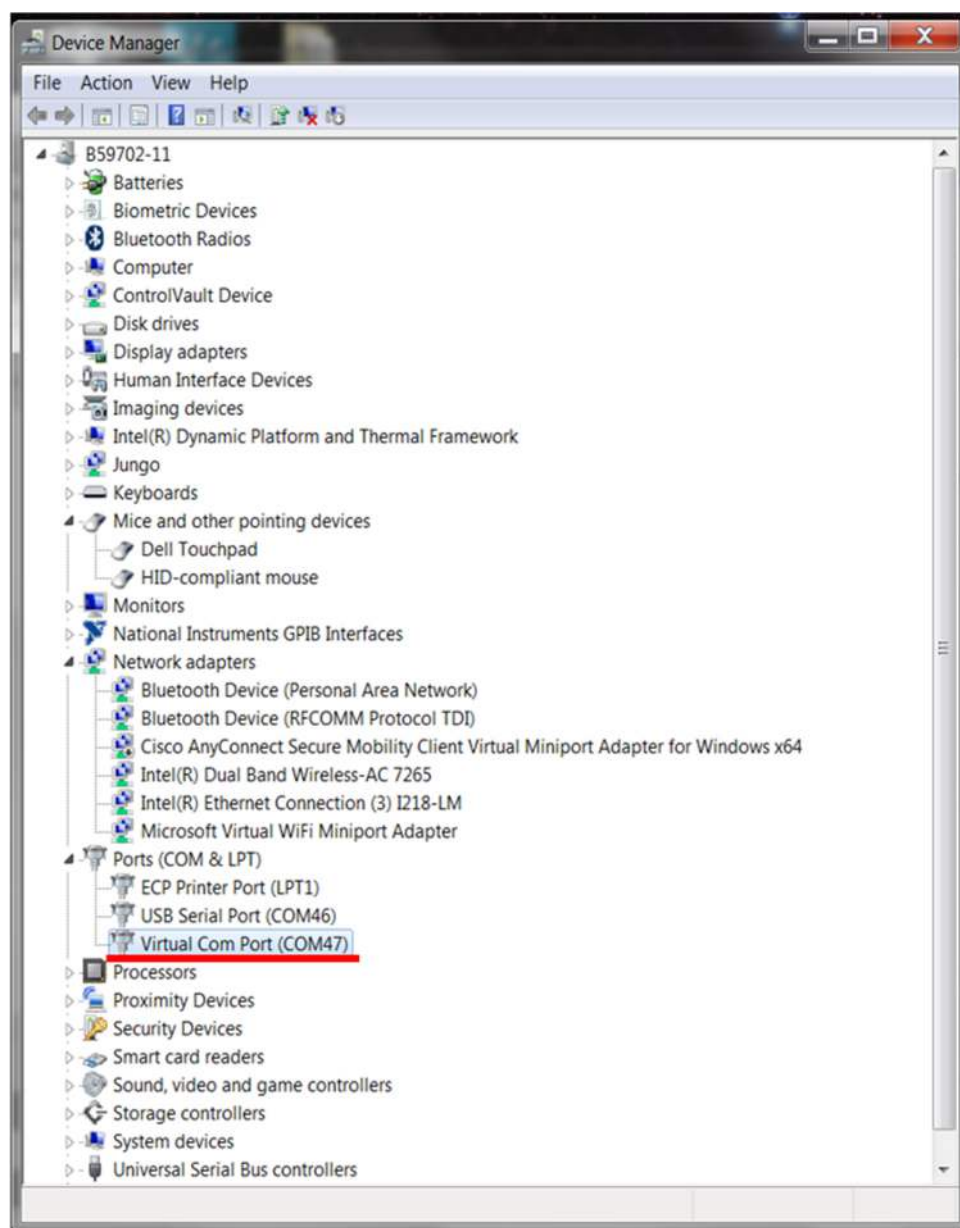 Device Manager
File Action View Help
B59702-11
Batteries
Biometric Devices
Bluetooth Radios
Computer
ControlVault Device
Disk drives
Display adapters
Human Interface Devices
Imaging devices
Intel(R) Dynamic Platform and Thermal Framework
Jungo
Keyboards
Mice and other pointing devices
Dell Touchpad
HID-compliant mouse
Monitors
National Instruments GPIB Interfaces
Network adapters
Bluetooth Device (Personal Area Network)
Bluetooth Device (RFCOMM Protocol TDI)
Cisco AnyConnect Secure Mobility Client Virtual Miniport Adapter for Windows x64
Intel(R) Dual Band Wireless-AC 7265
Intel(R) Ethernet Connection (3) I218-LM
Microsoft Virtual WiFi Miniport Adapter
Ports (COM & LPT)
ECP Printer Port (LPT1)
USB Serial Port (COM46)
Virtual Com Port (COM47)
Processors
Proximity Devices
Security Devices
Smart card readers
Sound, video and game controllers
Storage controllers
System devices
Universal Serial Bus controllers